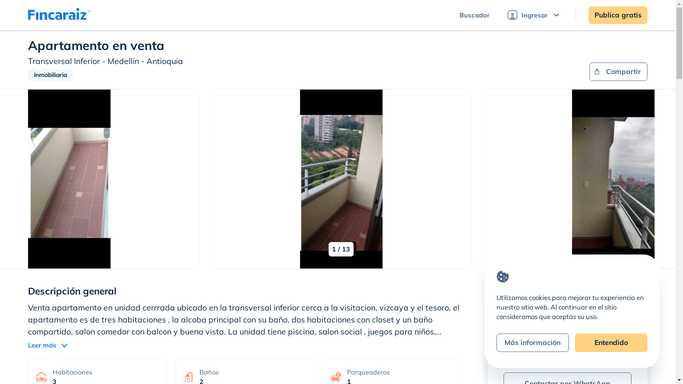 Fincaraiz
Buscador
Ingresar
Publica gratis
Apartamento en venta
Transversal Inferior - Medellín - Antioquia
Inmobiliaria
Compartir
1 / 13
Descripción general
Venta apartamento en unidad cerrrada ubicado en la transversal inferior cerca a la visitacion, vizcaya y el tesoro, el
apartamento es de tres habitaciones , la alcoba principal con su baño, dos habitaciones con closet y un baño
compartido, salon comedor con balcon y buena vista. La unidad tiene piscina, salon social , juegos para niños,...
Leer más
Habitaciones
3
Baños
2
Parqueaderos
1
Utilizamos cookies para mejorar tu experiencia en
nuestro sitio web. Al continuar en el sitio
consideramos que aceptas su uso.
Más información
Entendido
Contactar por WhatsApp